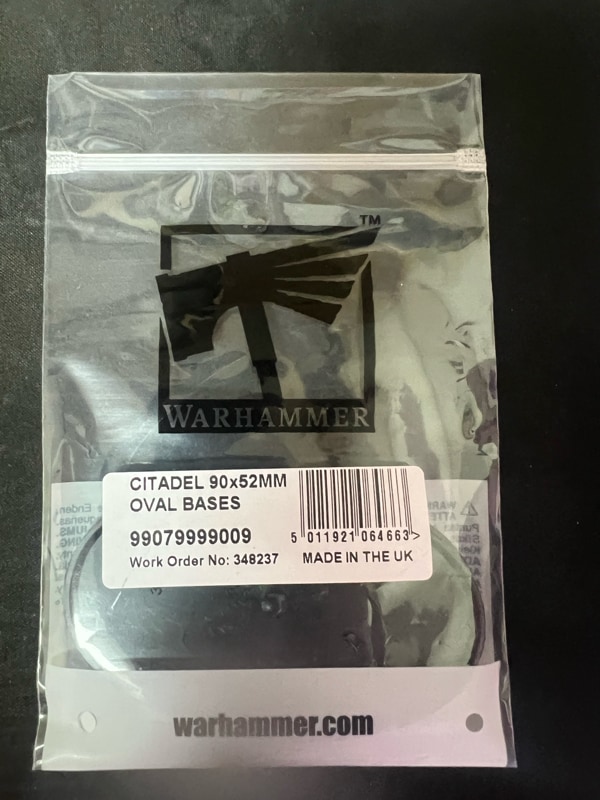 TM
WARHAMMER
CITADEL 90x52MM
OVAL BASES
99079999009
5 011921 064663 >
Work Order No: 348237
MADE IN THE UK
warhammer.com